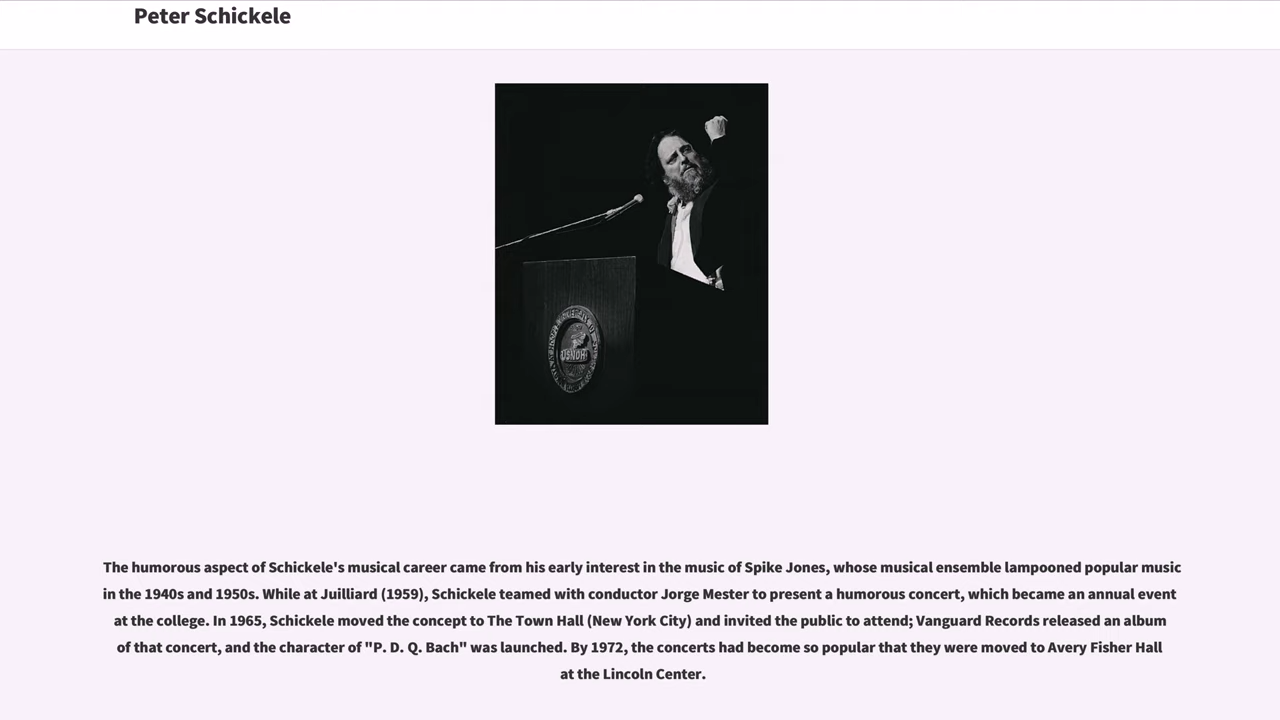 Peter Schickele
USNDH
The humorous aspect of Schickele's musical career came from his early interest in the music of Spike Jones, whose musical ensemble lampooned popular music
in the 1940s and 1950s. While at Juilliard (1959), Schickele teamed with conductor Jorge Mester to present a humorous concert, which became an annual event
at the college. In 1965, Schickele moved the concept to The Town Hall (New York City) and invited the public to attend; Vanguard Records released an album
of that concert, and the character of "P. D. Q. Bach" was launched. By 1972, the concerts had become so popular that they were moved to Avery Fisher Hall
at the Lincoln Center.